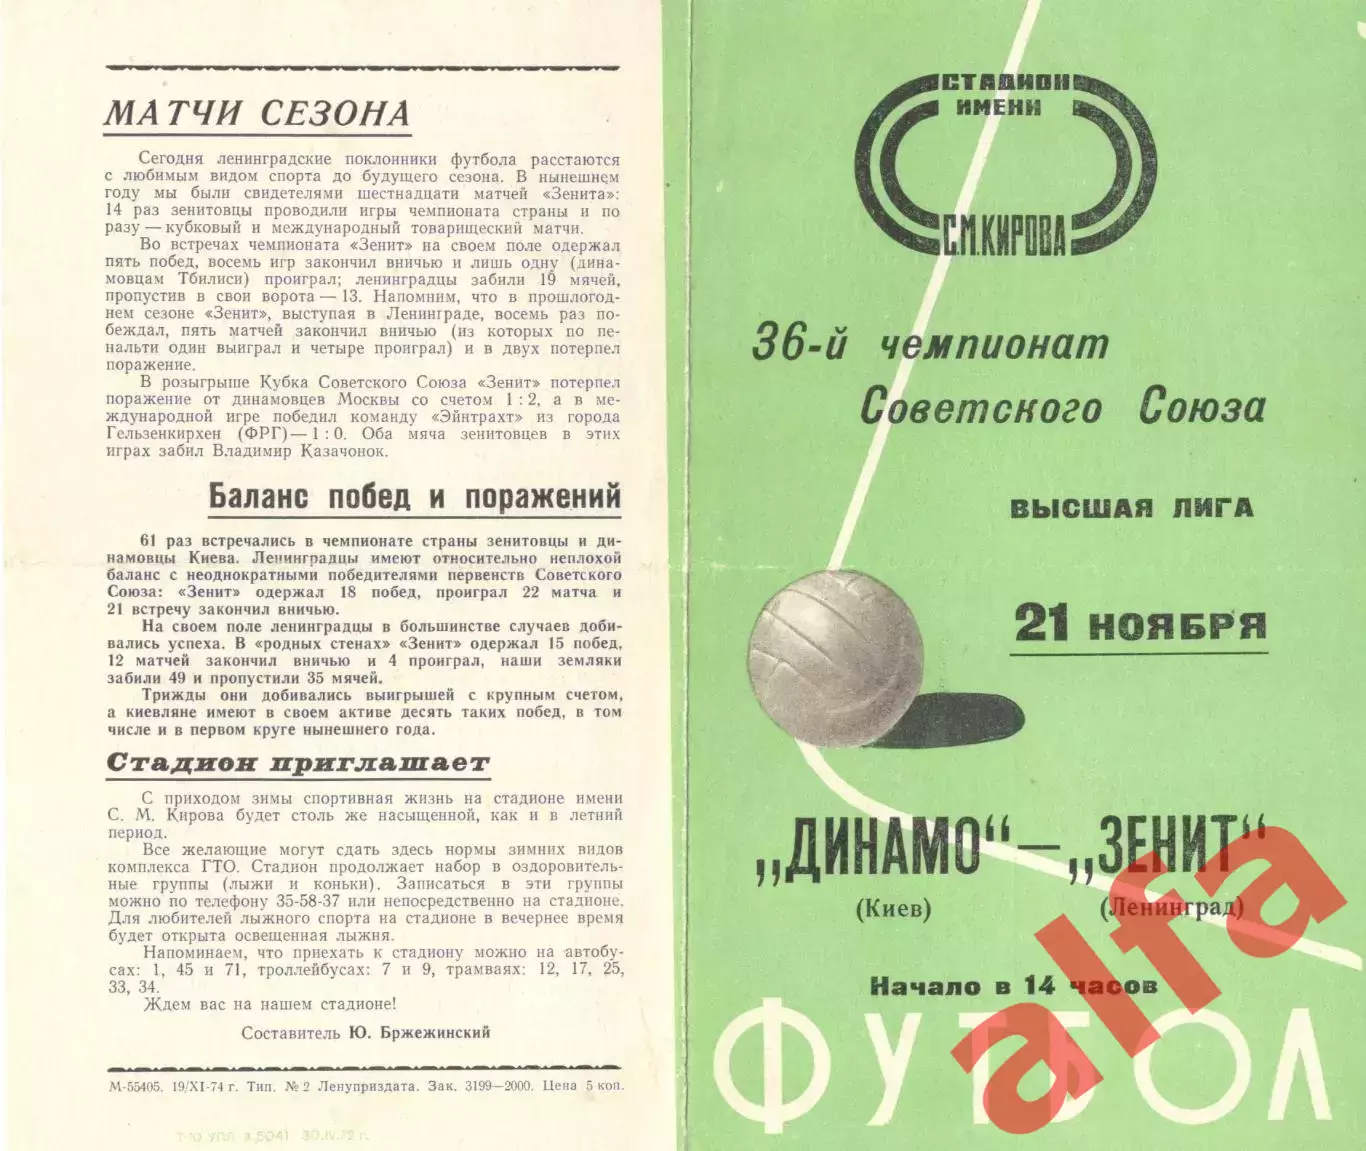 МАТЧИ СЕЗОНА
Сегодня ленинградские поклонники футбола расстаются
с любимым видом спорта до будущего сезона. В нынешнем
году мы были свидетелями шестнадцати матчей «Зенита»:
14 раз зенитовцы проводили игры чемпионата страны и по
разу — кубковый и международный товарищеский матчи.
Во встречах чемпионата «Зенит» на своем поле одержал
пять побед, восемь игр закончил вничью и лишь одну (дина-
мовцам Тбилиси) проиграл; ленинградцы забили 19 мячей,
пропустив в свои ворота — 13. Напомним, что в прошлогод-
нем сезоне «Зенит», выступая в Ленинграде, восемь раз по-
беждал, пять матчей закончил вничью (из которых по пе-
нальти один выиграл и четыре проиграл) и в двух потерпел
поражение.
В розыгрыше Кубка Советского Союза «Зенит» потерпел
поражение от динамовцев Москвы со счетом 1 : 2, а в ме-
ждународной игре победил команду «Эйнтрахт» из города
Гельзенкирхен (ФРГ) — 1 : 0. Оба мяча зенитовцев в этих
играх забил Владимир Казачонок.
Баланс побед и поражений
61 раз встречались в чемпионате страны зенитовцы и ди-
намовцы Киева. Ленинградцы имеют относительно неплохой
баланс с неоднократными победителями первенств Советского
Союза: «Зенит» одержал 18 побед, проиграл 22 матча и
21 встречу закончил вничью.
На своем поле ленинградцы в большинстве случаев доби-
вались успеха. В «родных стенах» «Зенит» одержал 15 побед,
12 матчей закончил вничью и 4 проиграл, наши земляки
забили 49 и пропустили 35 мячей.
Трижды они добивались выигрышей с крупным счетом,
а киевляне имеют в своем активе десять таких побед, в том
числе и в первом круге нынешнего года.
Стадион приглашает
С приходом зимы спортивная жизнь на стадионе имени
С. М. Кирова будет столь же насыщенной, как и в летний
период.
Все желающие могут сдать здесь нормы зимних видов
комплекса ГТО. Стадион продолжает набор в оздоровитель-
ные группы (лыжи и коньки). Записаться в эти группы
можно по телефону 35-58-37 или непосредственно на стадионе.
Для любителей лыжного спорта на стадионе в вечернее время
будет открыта освещенная лыжня.
Напоминаем, что приехать к стадиону можно на автобу-
сах: 1, 45 и 71, троллейбусах: 7 и 9, трамваях: 12, 17, 25,
33, 34.
Ждем вас на нашем стадионе!
Составитель Ю. Бржежинский
М-55405. 19/XI-74 г. Тип. № 2 Ленуприздата. Зак. 3199—2000. Цена 5 коп.
30.IV.72 г.
СТАДИОН
ИМЕНИ
С.М.КИРОВА
36-й чемпионат
Советского Союза
ВЫСШАЯ ЛИГА
21 НОЯБРЯ
„ДИНАМО“ — „ЗЕНИТ“
(Киев) (Ленинград)
Начало в 14 часов
ФУТБОЛ
alfa